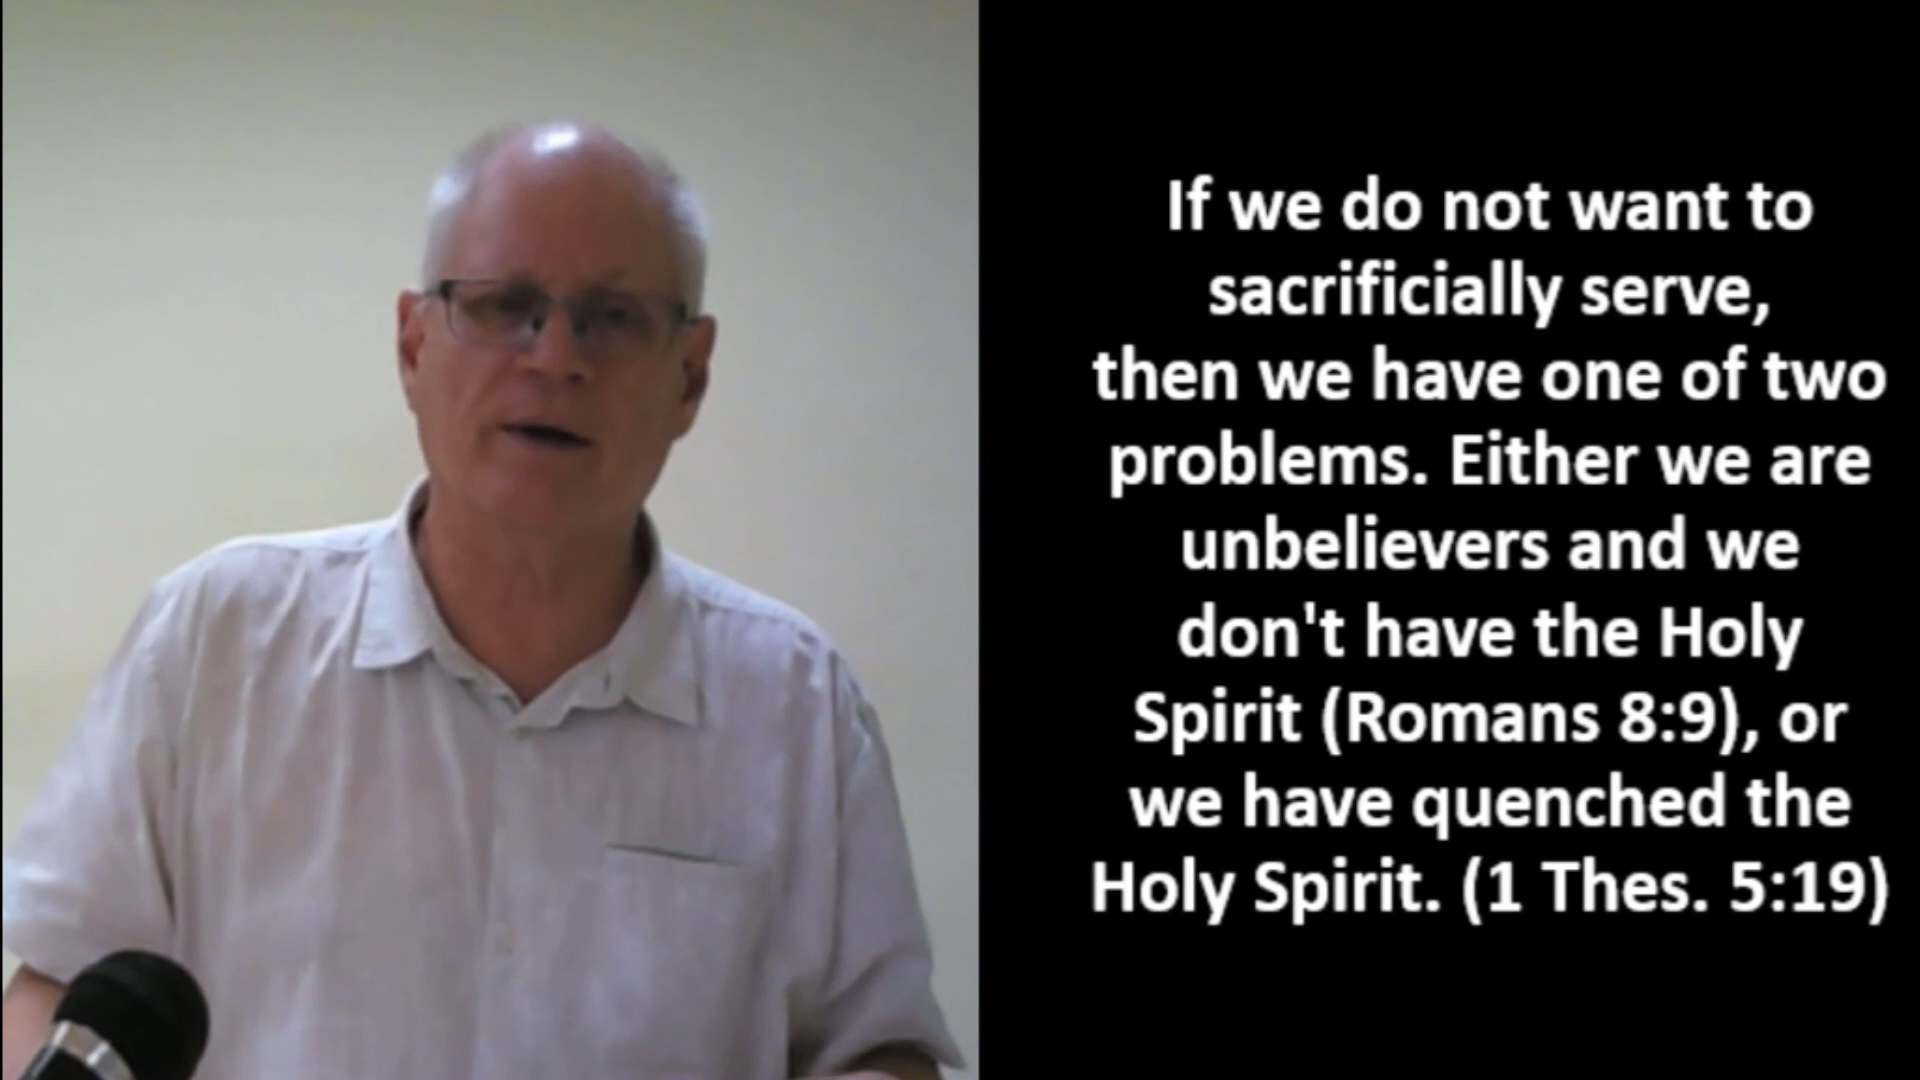 If we do not want to
sacrificially serve,
then we have one of two
problems. Either we are
unbelievers and we
don't have the Holy
Spirit (Romans 8:9), or
we have quenched the
Holy Spirit. (1 Thes. 5:19)